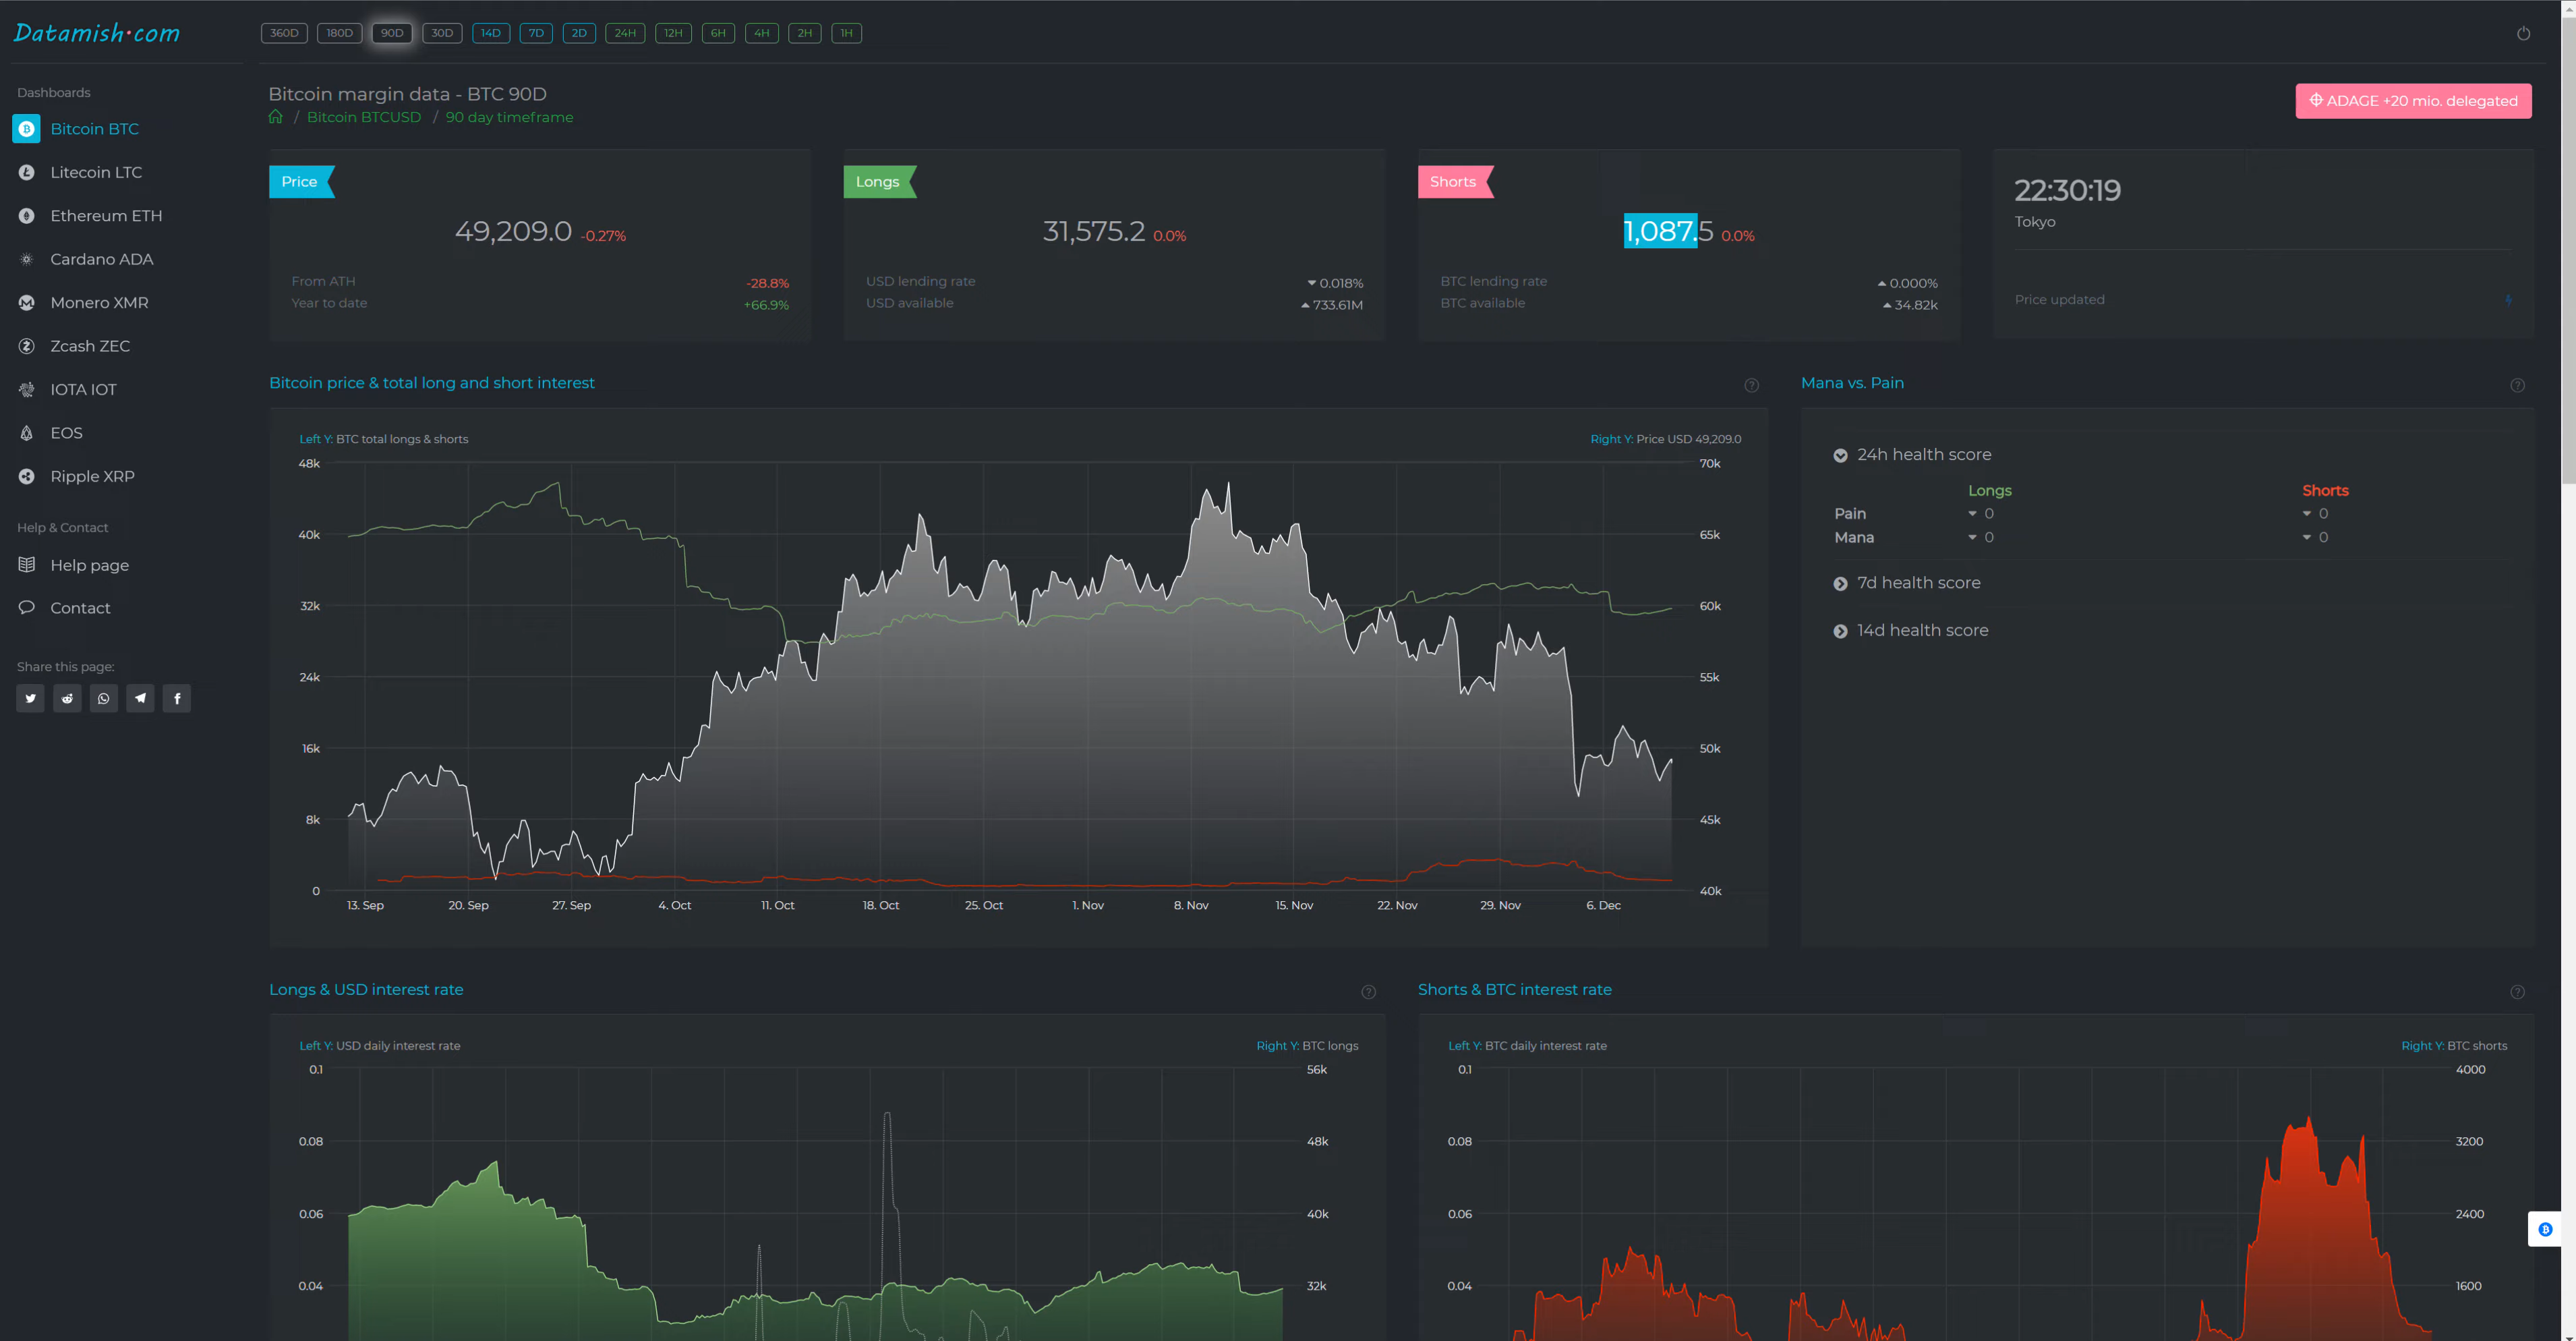 Datamish.com
360D 180D 90D 30D 14D 7D 2D 24H 12H 6H 4H 2H 1H
Dashboards
Bitcoin BTC
Litecoin LTC
Ethereum ETH
Cardano ADA
Monero XMR
Zcash ZEC
IOTA IOT
EOS
Ripple XRP
Help & Contact
Help page
Contact
Share this page:
Bitcoin margin data - BTC 90D
/ Bitcoin BTCUSD / 90 day timeframe
ADAGE +20 mio. delegated
Price
49,209.0 -0.27%
From ATH -28.8%
Year to date +66.9%
Longs
31,575.2 0.0%
USD lending rate 0.018%
USD available 733.61M
Shorts
1,087.5 0.0%
BTC lending rate 0.000%
BTC available 34.82k
22:30:19
Tokyo
Price updated
Bitcoin price & total long and short interest
Left Y: BTC total longs & shorts Right Y: Price USD 49,209.0
48k 70k
40k 65k
32k 60k
24k 55k
16k 50k
8k 45k
0 40k
13. Sep 20. Sep 27. Sep 4. Oct 11. Oct 18. Oct 25. Oct 1. Nov 8. Nov 15. Nov 22. Nov 29. Nov 6. Dec
Mana vs. Pain
24h health score
Longs Shorts
Pain 0 0
Mana 0 0
7d health score
14d health score
Longs & USD interest rate
Left Y: USD daily interest rate Right Y: BTC longs
0.1 56k
0.08 48k
0.06 40k
0.04 32k
Shorts & BTC interest rate
Left Y: BTC daily interest rate Right Y: BTC shorts
0.1 4000
0.08 3200
0.06 2400
0.04 1600